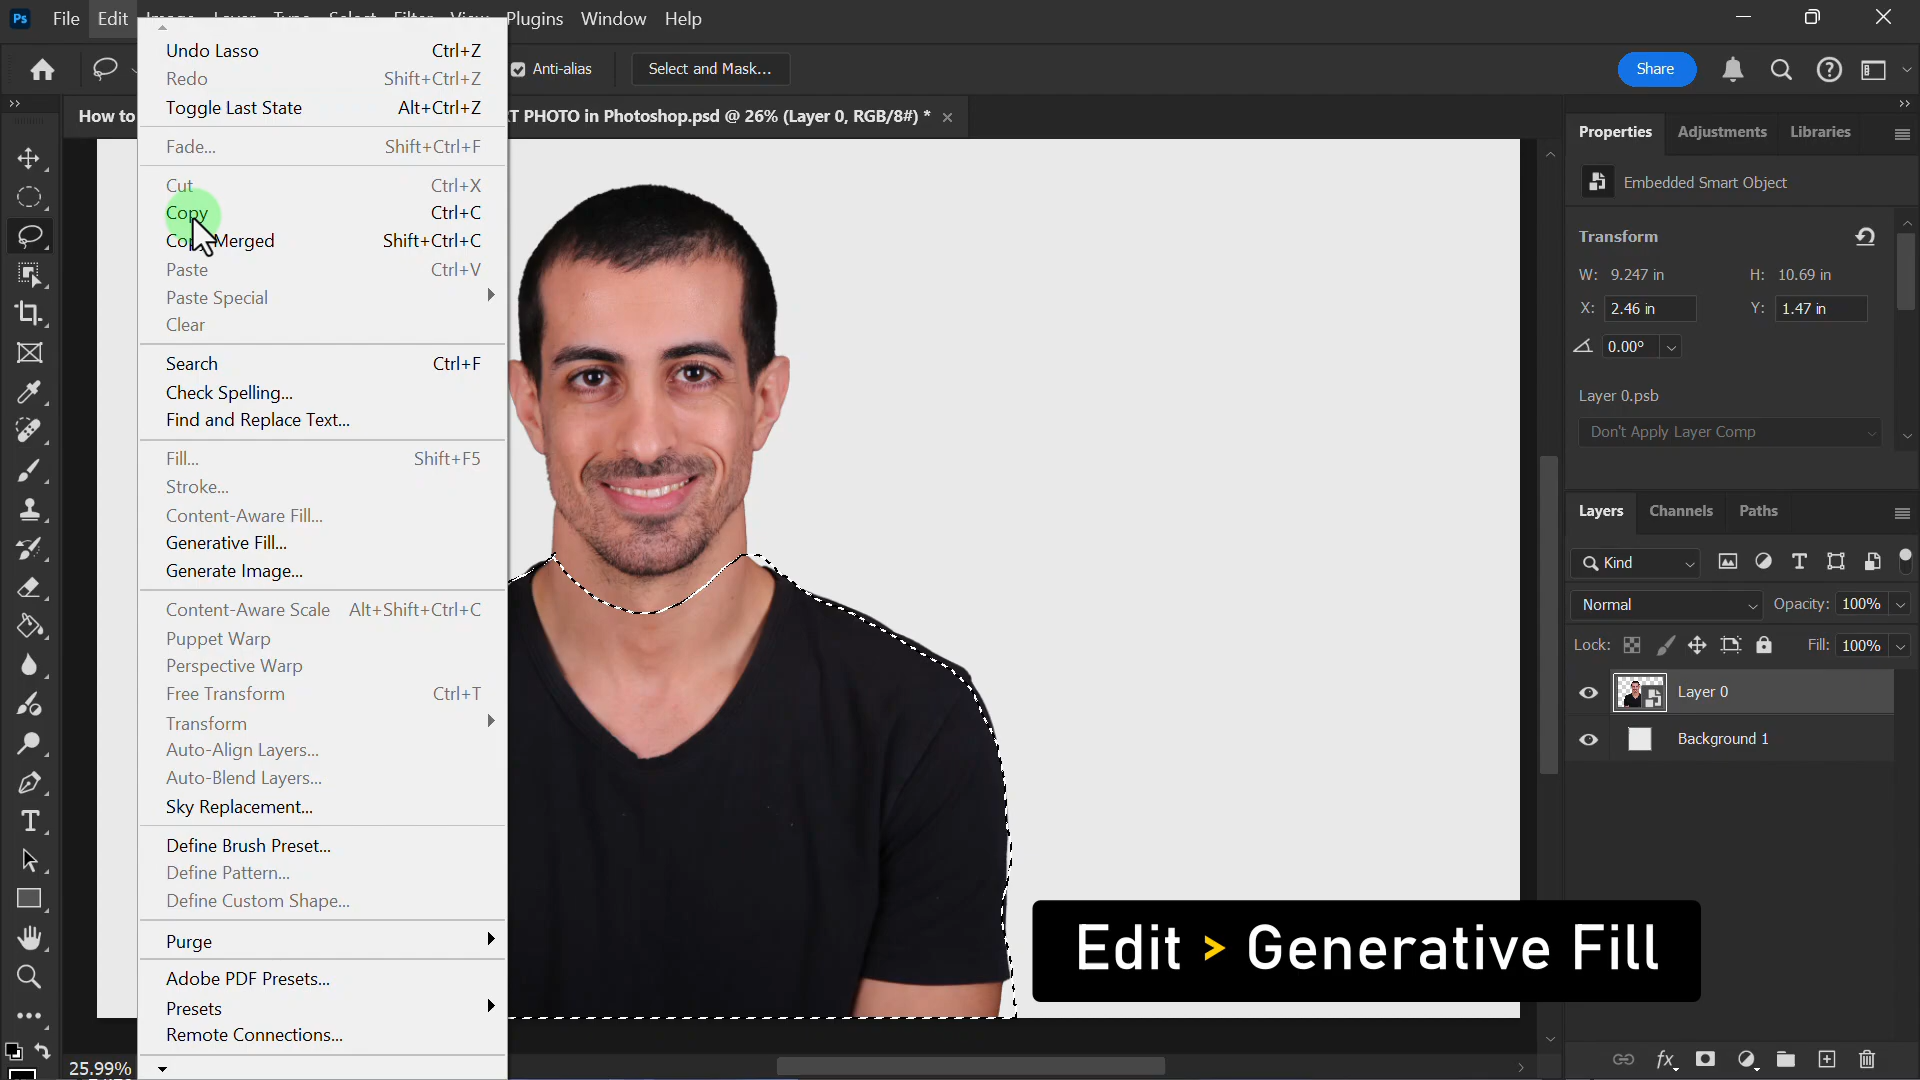 Ps File Edit Image Layer Type Select Filter View Plugins Window Help
Anti-alias Select and Mask... Share
How to
T PHOTO in Photoshop.psd @ 26% (Layer 0, RGB/8#) *
Undo Lasso Ctrl+Z
Redo Shift+Ctrl+Z
Toggle Last State Alt+Ctrl+Z
Fade... Shift+Ctrl+F
Cut Ctrl+X
Copy Ctrl+C
Copy Merged Shift+Ctrl+C
Paste Ctrl+V
Paste Special
Clear
Search Ctrl+F
Check Spelling...
Find and Replace Text...
Fill... Shift+F5
Stroke...
Content-Aware Fill...
Generative Fill...
Generate Image...
Content-Aware Scale Alt+Shift+Ctrl+C
Puppet Warp
Perspective Warp
Free Transform Ctrl+T
Transform
Auto-Align Layers...
Auto-Blend Layers...
Sky Replacement...
Define Brush Preset...
Define Pattern...
Define Custom Shape...
Purge
Adobe PDF Presets...
Presets
Remote Connections...
25.99%
Edit > Generative Fill
Properties Adjustments Libraries
Embedded Smart Object
Transform
W: 9.247 in H: 10.69 in
X: 2.46 in Y: 1.47 in
0.00°
Layer 0.psb
Don't Apply Layer Comp
Layers Channels Paths
Kind
Normal Opacity: 100%
Lock: Fill: 100%
Layer 0
Background 1